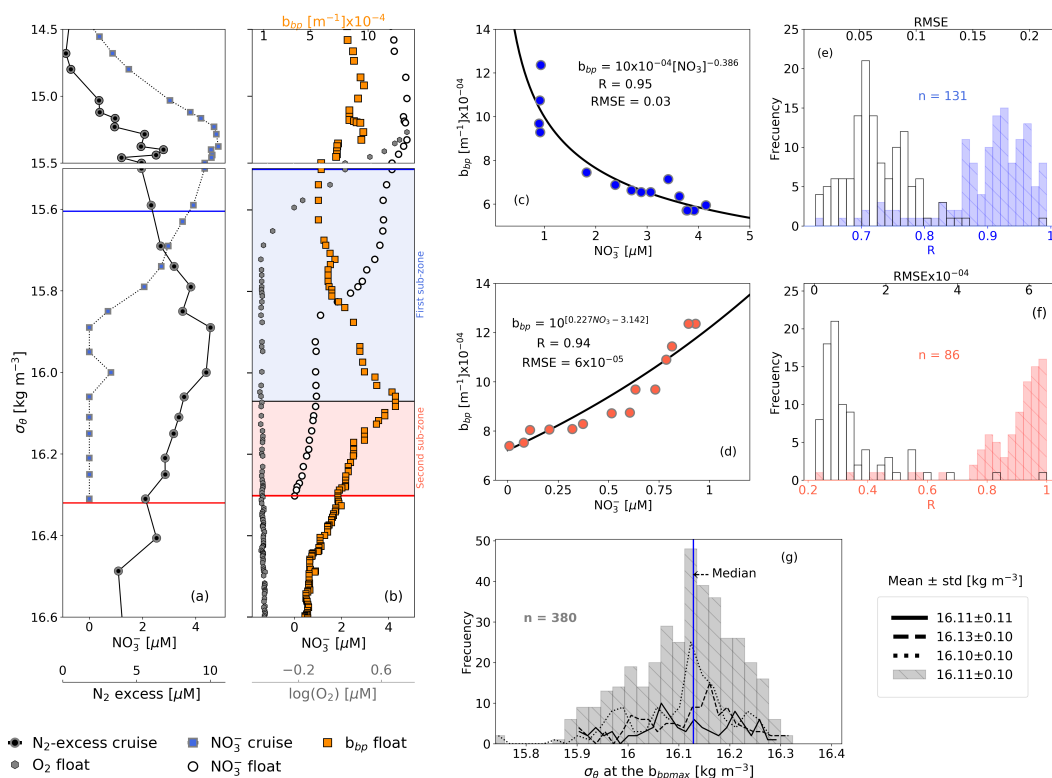 b_bp [m⁻¹]x10⁻⁴
1 5 10
14.5
15.0
15.5
15.6
15.8
16.0
16.2
16.4
16.6
σ_θ [kg m⁻³]
(a)
0 2 4
NO₃⁻ [μM]
0 10
N₂ excess [μM]
First sub-zone
Second sub-zone
(b)
0 2 4
NO₃⁻ [μM]
−0.2 0.6
log(O₂) [μM]
N₂-excess cruise
O₂ float
NO₃⁻ cruise
NO₃⁻ float
b_bp float
14
12
10
8
6
b_bp [m⁻¹]x10⁻⁰⁴
b_bp = 10x10⁻⁰⁴[NO₃]⁻⁰·³⁸⁶
R = 0.95
RMSE = 0.03
(c)
1 2 3 4 5
NO₃⁻ [μM]
14
12
10
8
6
b_bp [m⁻¹]x10⁻⁰⁴
b_bp = 10^[0.227NO₃−3.142]
R = 0.94
RMSE = 6x10⁻⁰⁵
(d)
0 0.25 0.5 0.75 1
NO₃⁻ [μM]
RMSE
0.05 0.1 0.15 0.2
(e)
n = 131
25
20
15
10
5
0
Frecuency
0.7 0.8 0.9 1
R
RMSEx10⁻⁰⁴
0 2 4 6
(f)
n = 86
25
20
15
10
5
0
Frecuency
0.2 0.4 0.6 0.8 1
R
50
40
30
20
10
0
Frecuency
(g)
Median
n = 380
15.8 15.9 16 16.1 16.2 16.3 16.4
σ_θ at the b_bpmax [kg m⁻³]
Mean ± std [kg m⁻³]
16.11±0.11
16.13±0.10
16.10±0.10
16.11±0.10